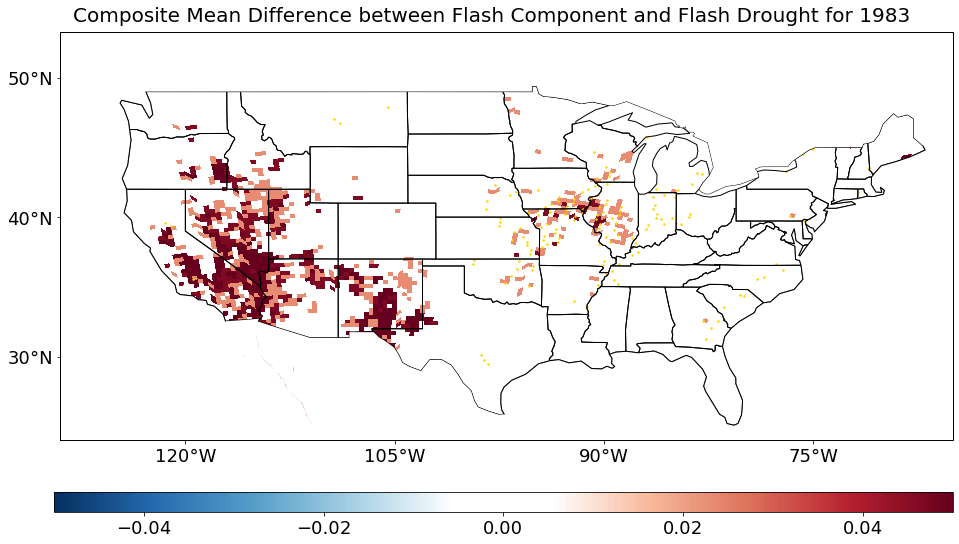 Composite Mean Difference between Flash Component and Flash Drought for 1983
50°N
40°N
30°N
120°W 105°W 90°W 75°W
−0.04 −0.02 0.00 0.02 0.04